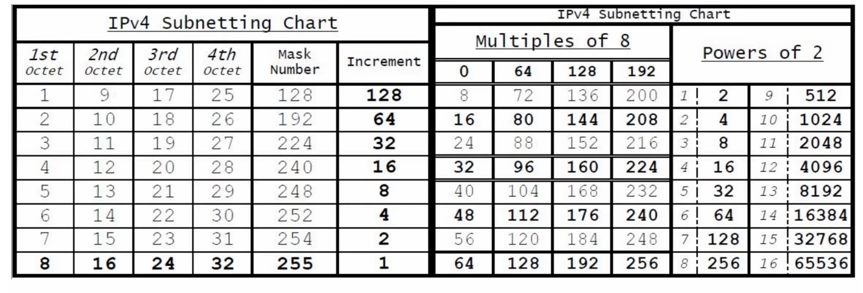 IPv4 Subnetting Chart
1st Octet 2nd Octet 3rd Octet 4th Octet Mask Number Increment
1 9 17 25 128 128
2 10 18 26 192 64
3 11 19 27 224 32
4 12 20 28 240 16
5 13 21 29 248 8
6 14 22 30 252 4
7 15 23 31 254 2
8 16 24 32 255 1
IPv4 Subnetting Chart
Multiples of 8
0 64 128 192
8 72 136 200
16 80 144 208
24 88 152 216
32 96 160 224
40 104 168 232
48 112 176 240
56 120 184 248
64 128 192 256
Powers of 2
1 2 9 512
2 4 10 1024
3 8 11 2048
4 16 12 4096
5 32 13 8192
6 64 14 16384
7 128 15 32768
8 256 16 65536